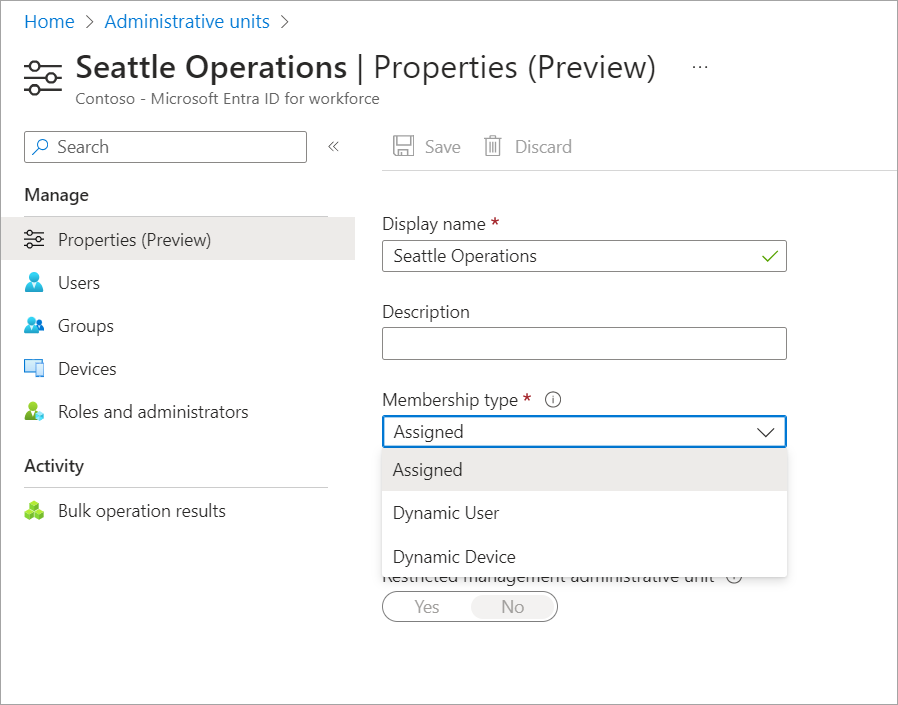 Home > Administrative units >
Seattle Operations | Properties (Preview) ...
Contoso - Microsoft Entra ID for workforce
Search «
Save Discard
Manage
Properties (Preview)
Users
Groups
Devices
Roles and administrators
Activity
Bulk operation results
Display name *
Seattle Operations
Description
Membership type *
Assigned
Assigned
Dynamic User
Dynamic Device
Restricted management administrative unit
Yes No